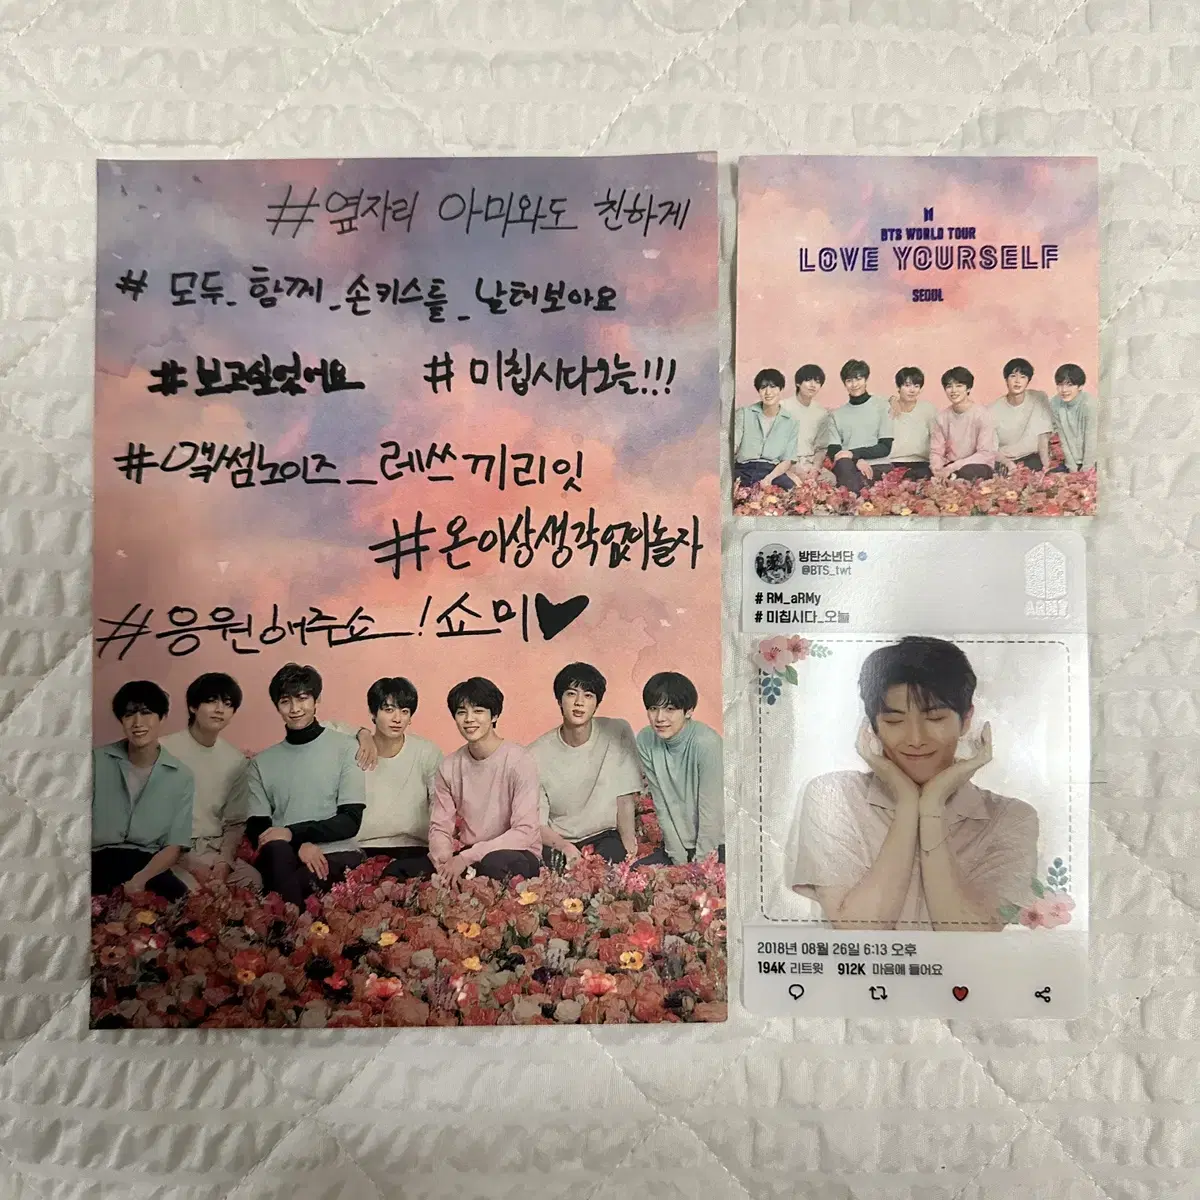 #옆자리 아미와도 친하게
# 모두_함께_손키스를_날려보아요
#보고싶었어요 # 미칩시다오늘!!!
#액썸노이즈_레쓰끼리잇
#온이상생각없이놀자
#응원해주쇼_!쇼미♥
BTS WORLD TOUR
LOVE YOURSELF
SEOUL
방탄소년단
@BTS_twt
# RM_aRMy
# 미칩시다_오늘
ARMY
2018년 08월 26일 6:13 오후
194K 리트윗 912K 마음에 들어요